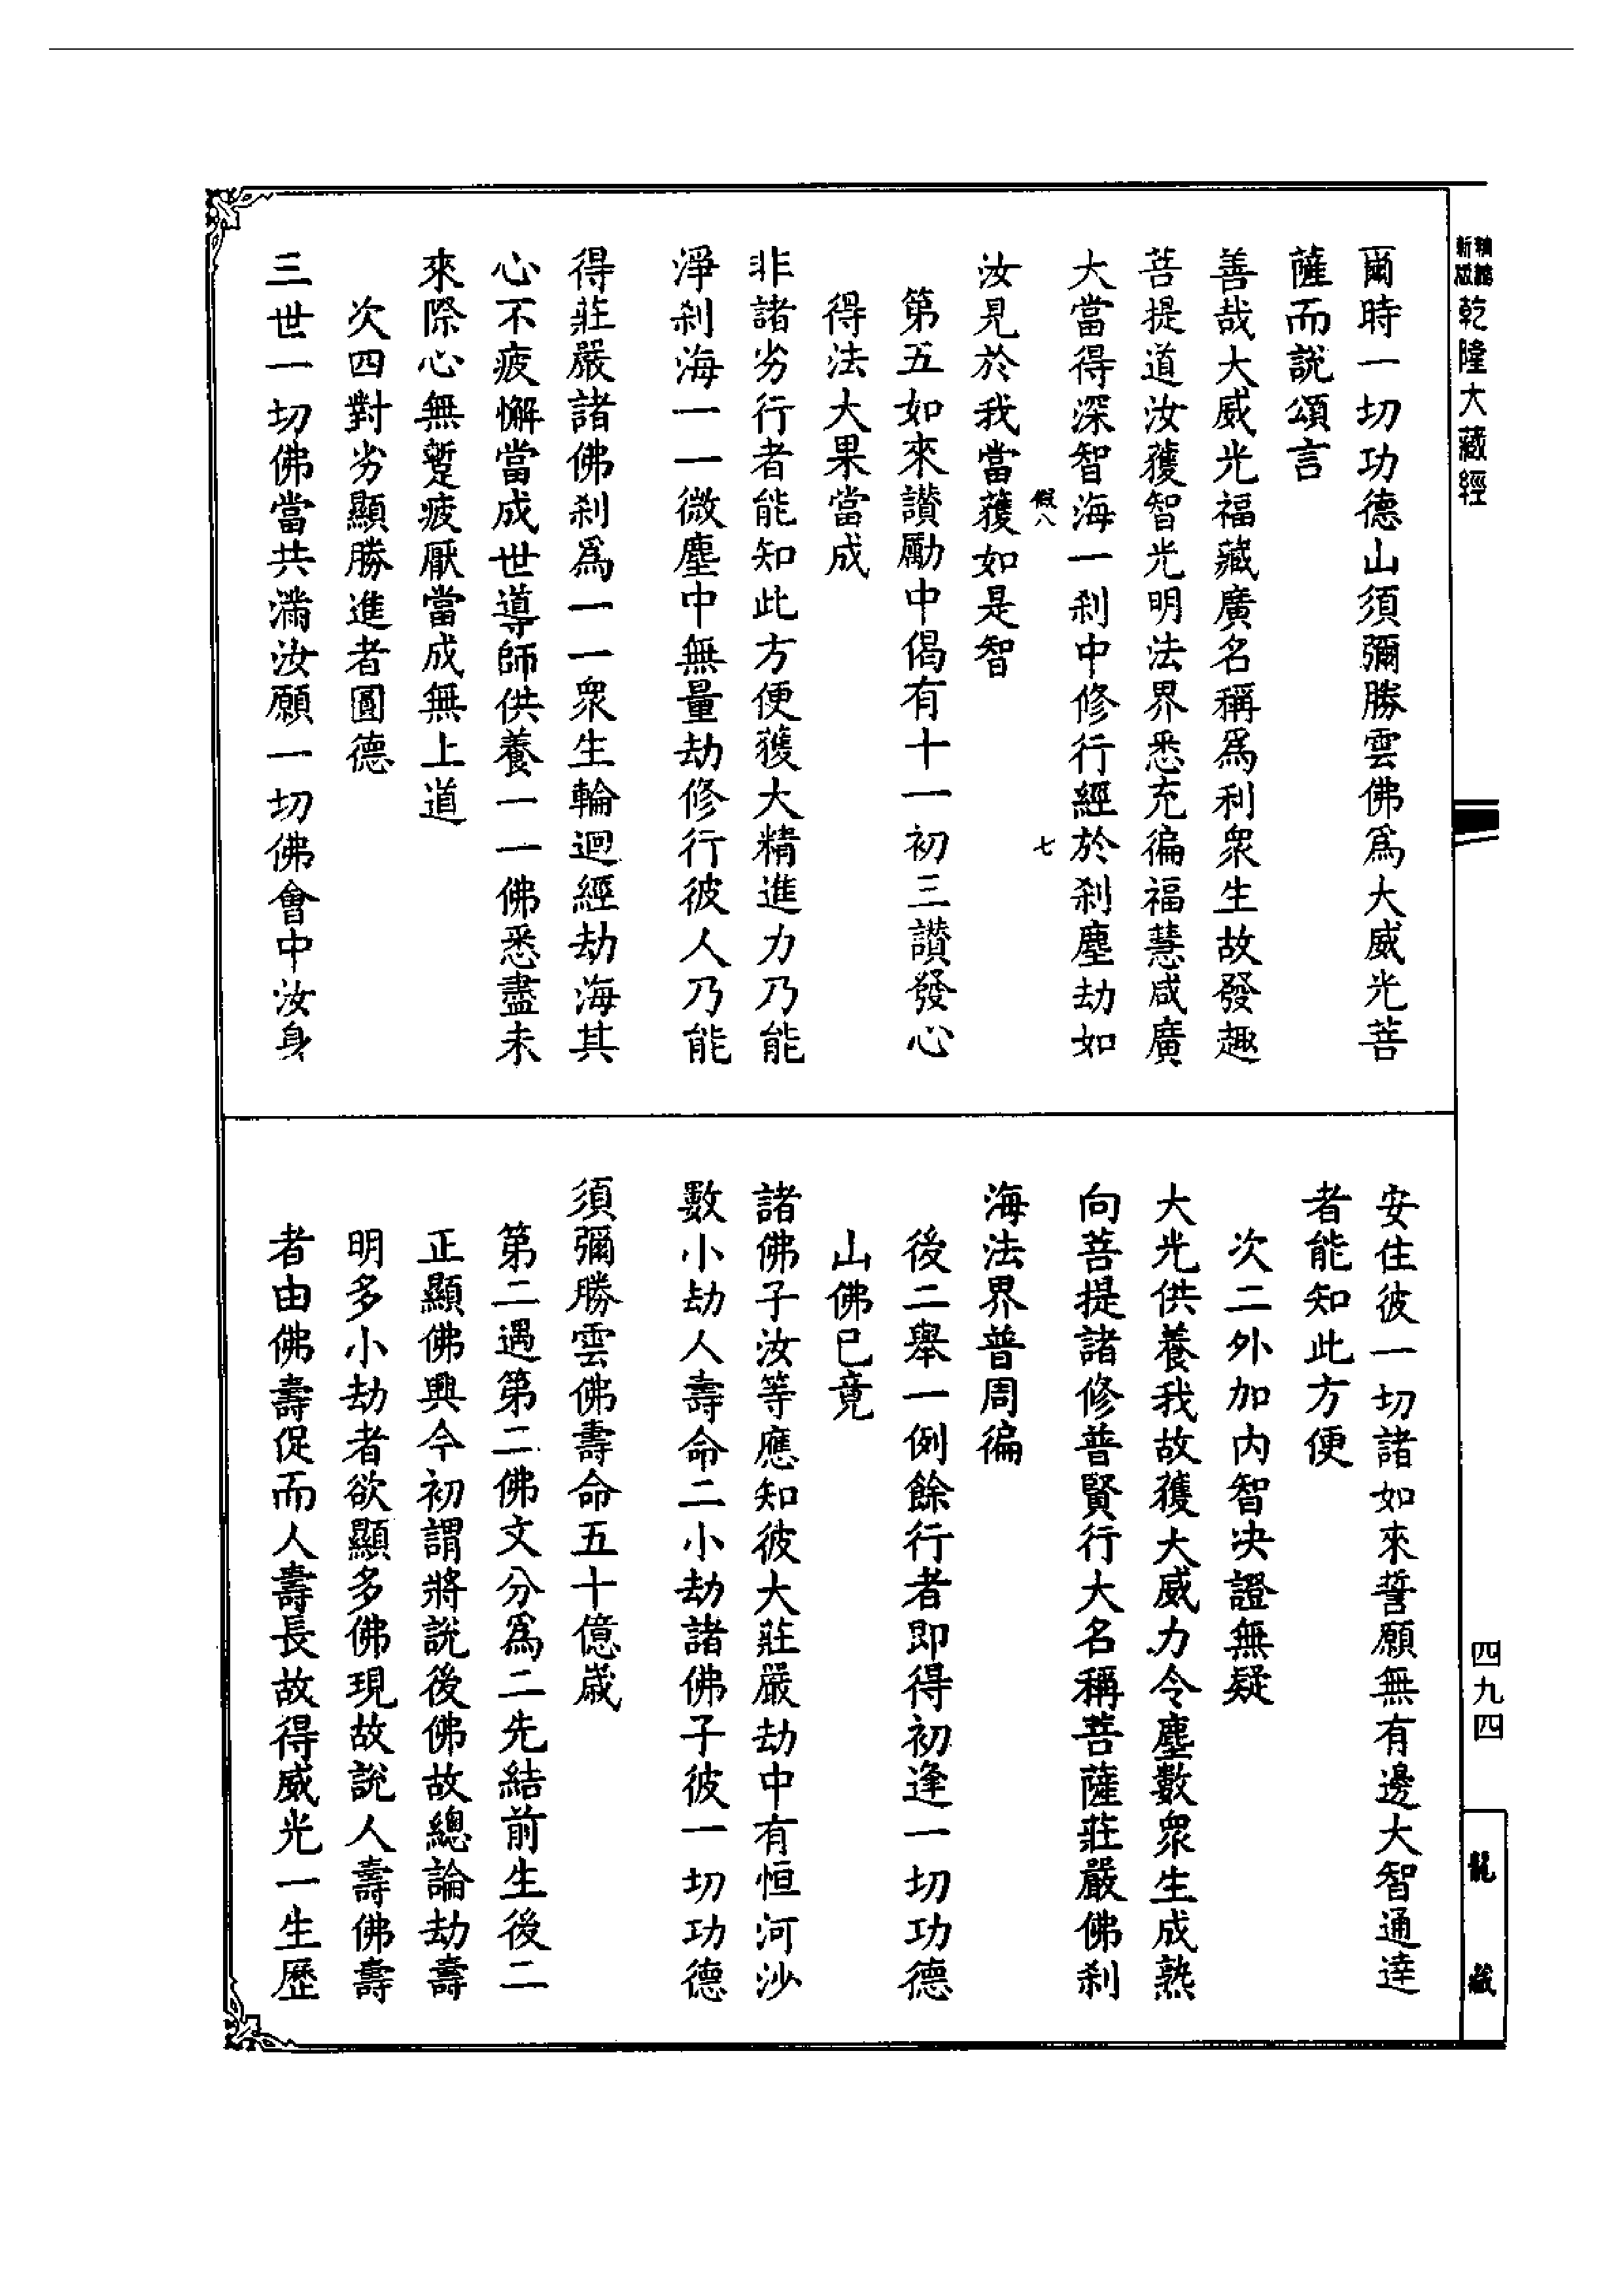 乾隆大藏經
爾時一切功德山須彌勝雲佛爲大威光菩
薩而說頌言
善哉大威光福藏廣名稱爲利衆生故發趣
菩提道汝獲智光明法界悉充徧福慧咸廣
大當得深智海一刹中修行經於刹塵劫如
假八
七
汝見於我當獲如是智
第五如來讃勵中偈有十一初三讃發心
得法大果當成
非諸劣行者能知此方便獲大精進力乃能
淨刹海一一微塵中無量劫修行彼人乃能
得莊嚴諸佛刹爲一一衆生輪迴經劫海其
心不疲懈當成世導師供養一一佛悉盡未
來際心無蹔疲厭當成無上道
次四對劣顯勝進者圓德
三世一切佛當共滿汝願一切佛會中汝身
安住彼一切諸如來誓願無有邊大智通達
者能知此方便
次二外加内智决證無疑
大光供養我故獲大威力令塵數衆生成熟
向菩提諸修普賢行大名稱菩薩莊嚴佛刹
海法界普周徧
後二舉一例餘行者即得初逢一切功德
山佛已竟
諸佛子汝等應知彼大莊嚴劫中有恒河沙
數小劫人壽命二小劫諸佛子彼一切功德
須彌勝雲佛壽命五十億歲
第二遇第二佛文分爲二先結前生後二
正顯佛興今初謂將說後佛故總論劫壽
明多小劫者欲顯多佛現故說人壽佛壽
者由佛壽促而人壽長故得威光一生歷
四九四
龍藏